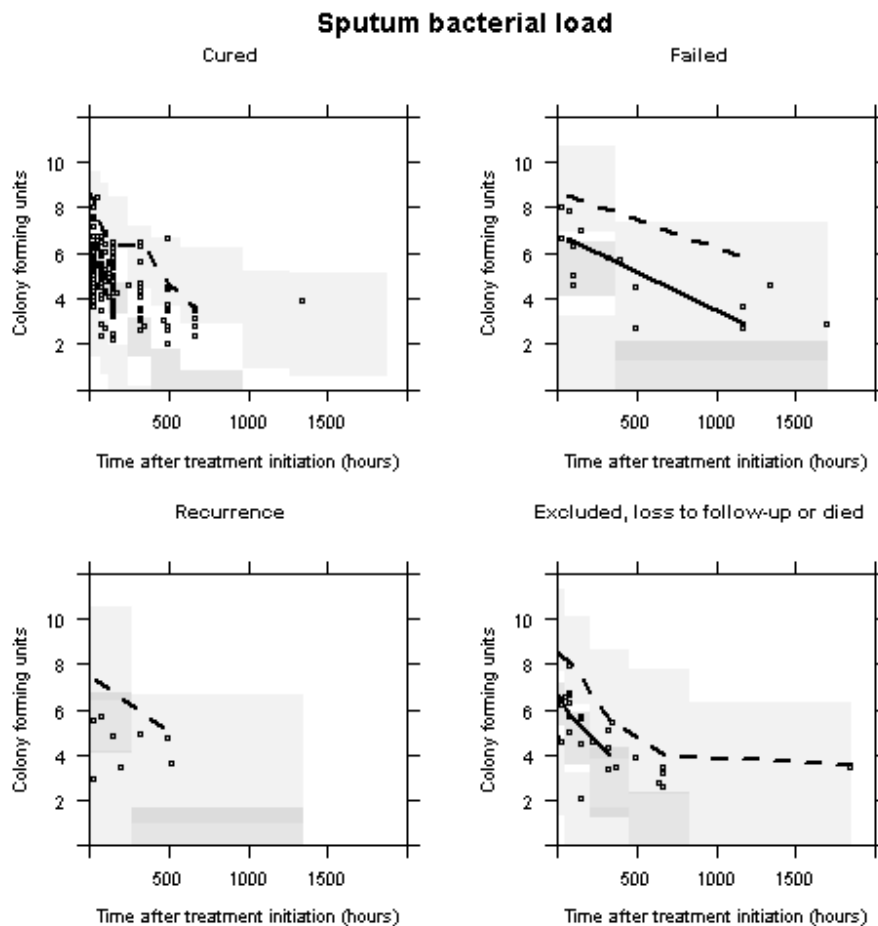 Sputum bacterial load
Cured
Colony forming units
10
8
6
4
2
500 1000 1500
Time after treatment initiation (hours)
Failed
Colony forming units
10
8
6
4
2
500 1000 1500
Time after treatment initiation (hours)
Recurrence
Colony forming units
10
8
6
4
2
500 1000 1500
Time after treatment initiation (hours)
Excluded, loss to follow-up or died
Colony forming units
10
8
6
4
2
500 1000 1500
Time after treatment initiation (hours)